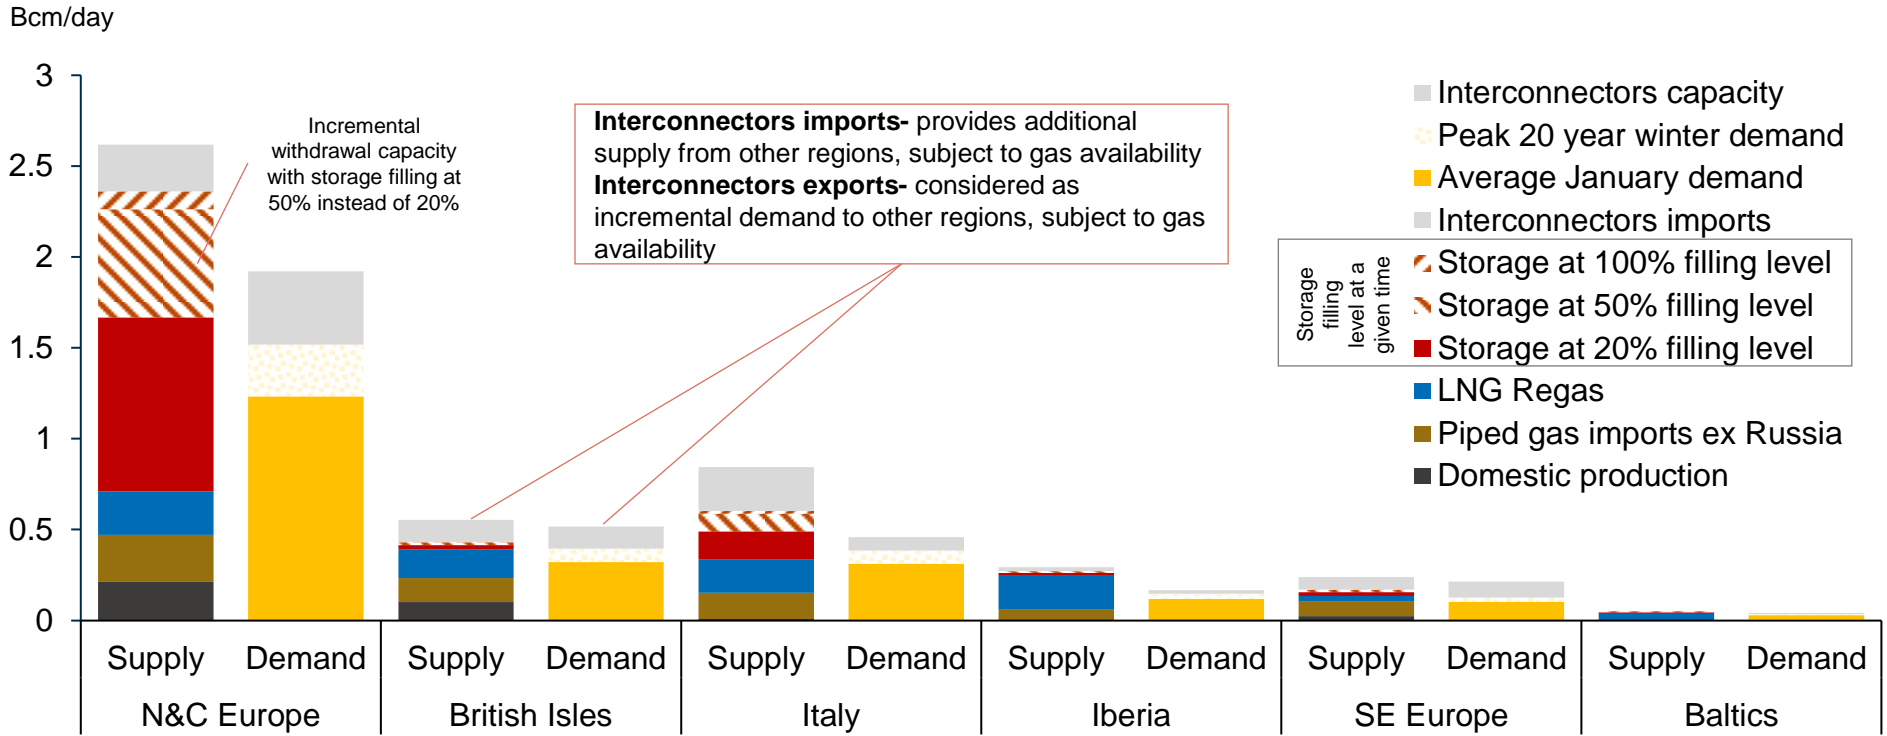 Bcm/day
3
2.5
2
1.5
1
0.5
0
Incremental
withdrawal capacity
with storage filling at
50% instead of 20%
Interconnectors imports- provides additional
supply from other regions, subject to gas availability
Interconnectors exports- considered as
incremental demand to other regions, subject to gas
availability
Interconnectors capacity
Peak 20 year winter demand
Average January demand
Interconnectors imports
Storage at 100% filling level
Storage at 50% filling level
Storage at 20% filling level
LNG Regas
Piped gas imports ex Russia
Domestic production
Storage
filling
level at a
given time
Supply Demand Supply Demand Supply Demand Supply Demand Supply Demand Supply Demand
N&C Europe British Isles Italy Iberia SE Europe Baltics